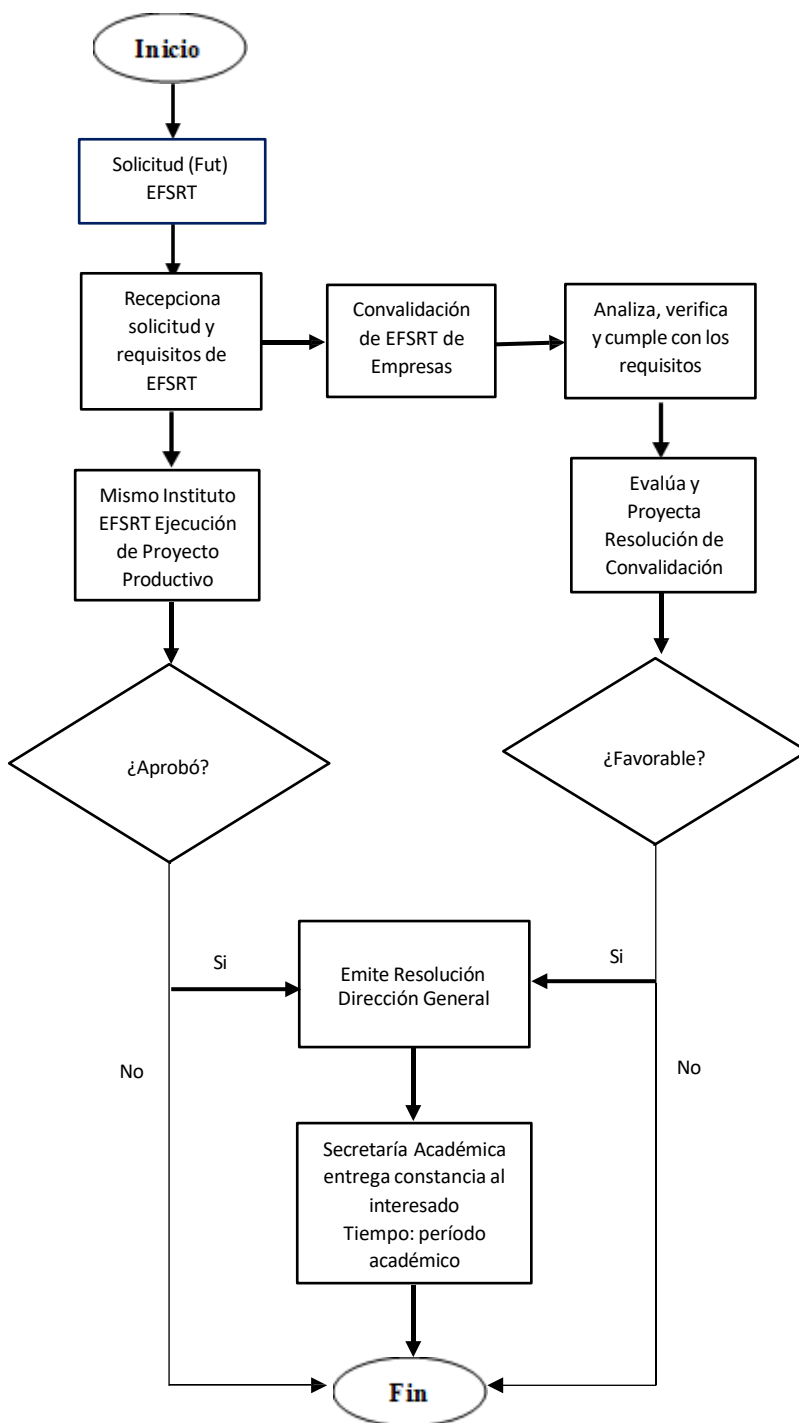 Inicio
Solicitud (Fut)
EFSRT
Recepciona
solicitud y
requisitos de
EFSRT
Convalidación
de EFSRT de
Empresas
Analiza, verifica
y cumple con los
requisitos
Mismo Instituto
EFSRT Ejecución
de Proyecto
Productivo
Evalúa y
Proyecta
Resolución de
Convalidación
¿Aprobó?
¿Favorable?
Si
Emite Resolución
Dirección General
Si
No
No
Secretaría Académica
entrega constancia al
interesado
Tiempo: período
académico
Fin